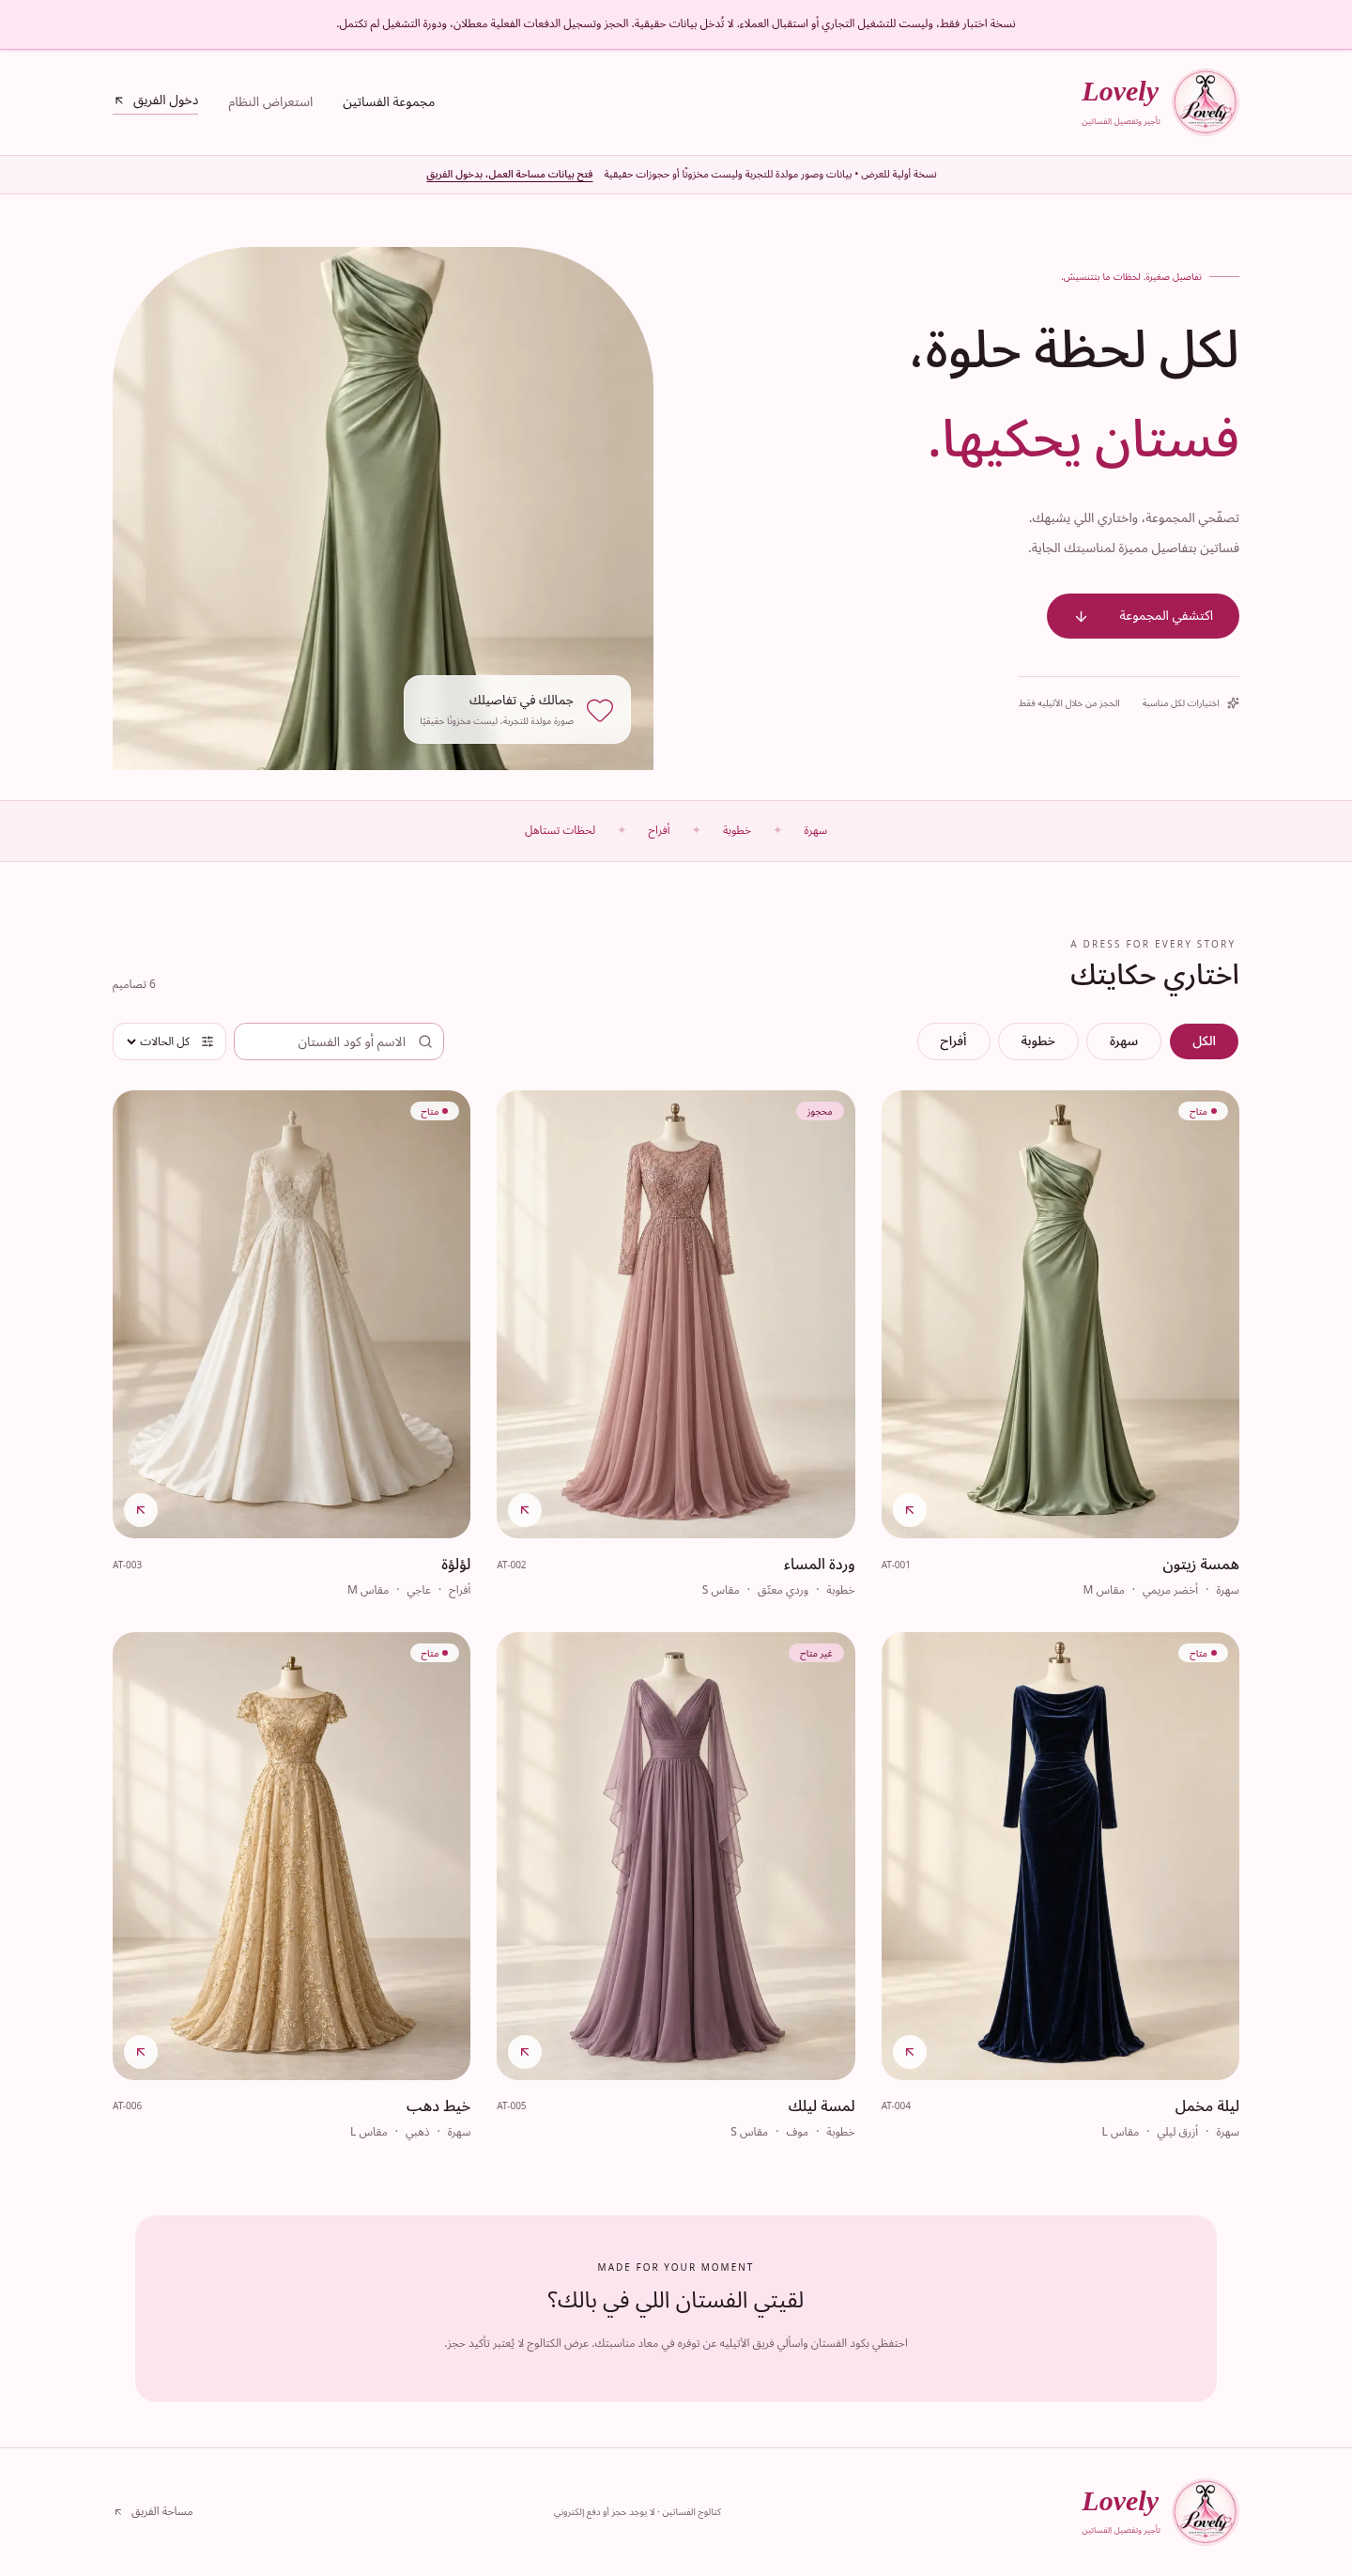 نسخة اختبار فقط، وليست للتشغيل التجاري أو استقبال العملاء. لا تُدخل بيانات حقيقية. الحجز وتسجيل الدفعات الفعلية معطلان، ودورة التشغيل لم تكتمل.
Lovely
Lovely
تأجير وتفصيل الفساتين
مجموعة الفساتين
استعراض النظام
دخول الفريق
نسخة أولية للعرض • بيانات وصور مولدة للتجربة وليست مخزونًا أو حجوزات حقيقية
فتح بيانات مساحة العمل، بدخول الفريق
تفاصيل صغيرة. لحظات ما بتتنسيش.
لكل لحظة حلوة،
فستان يحكيها.
تصفّحي المجموعة، واختاري اللي يشبهك.
فساتين بتفاصيل مميزة لمناسبتك الجاية.
اكتشفي المجموعة
اختيارات لكل مناسبة
الحجز من خلال الأتيليه فقط
جمالك في تفاصيلك
صورة مولدة للتجربة، ليست مخزونًا حقيقيًا
سهرة
خطوبة
أفراح
لحظات تستاهل
A DRESS FOR EVERY STORY
اختاري حكايتك
6 تصاميم
الكل
سهرة
خطوبة
أفراح
الاسم أو كود الفستان
كل الحالات
متاح
همسة زيتون
AT-001
سهرة · أخضر مريمي · مقاس M
محجوز
وردة المساء
AT-002
خطوبة · وردي معتّق · مقاس S
متاح
لؤلؤة
AT-003
أفراح · عاجي · مقاس M
متاح
ليلة مخمل
AT-004
سهرة · أزرق ليلي · مقاس L
غير متاح
لمسة ليلك
AT-005
خطوبة · موف · مقاس S
متاح
خيط دهب
AT-006
سهرة · ذهبي · مقاس L
MADE FOR YOUR MOMENT
لقيتي الفستان اللي في بالك؟
احتفظي بكود الفستان واسألي فريق الأتيليه عن توفره في معاد مناسبتك. عرض الكتالوج لا يُعتبر تأكيد حجز.
Lovely
Lovely
تأجير وتفصيل الفساتين
كتالوج الفساتين · لا يوجد حجز أو دفع إلكتروني
مساحة الفريق